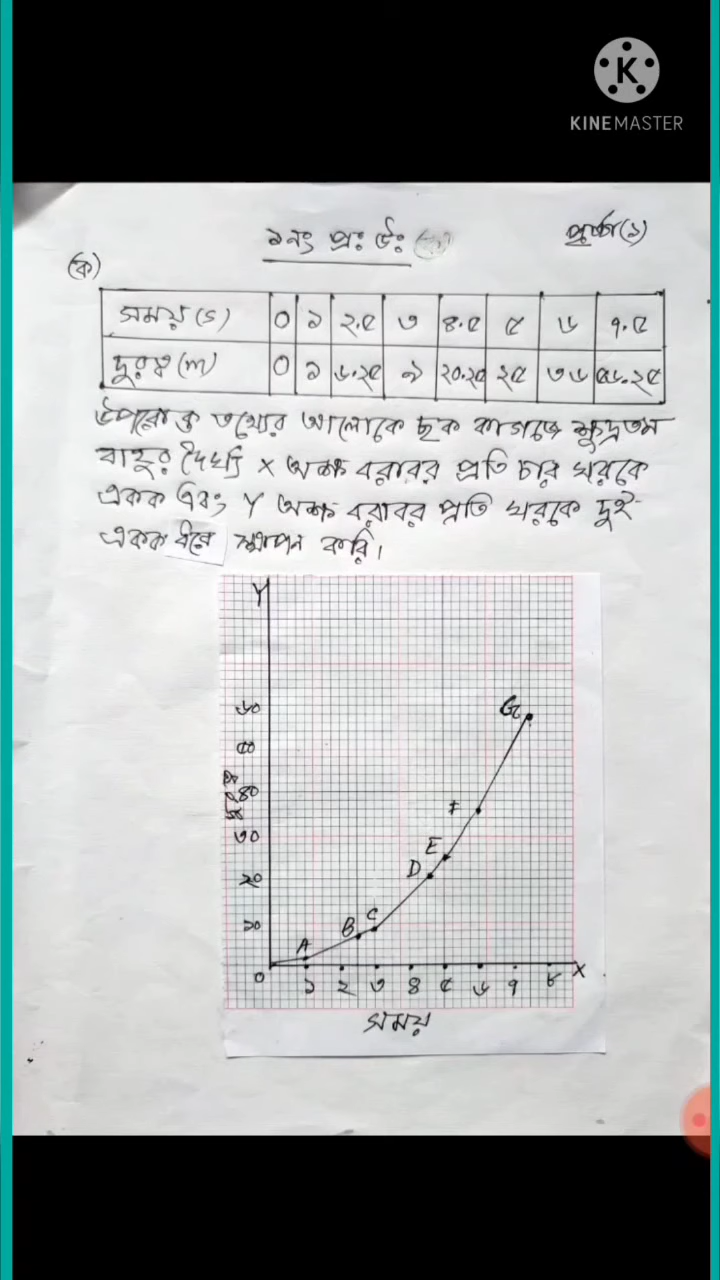 KINEMASTER
১নং প্র: উ:
পৃষ্ঠা (১)
(ক)
সময় (s) 0 ১ ২.৫ ৩ ৪.৫ ৫ ৬ ৭.৫
দূরত্ব (m) 0 ১ ৬.২৫ ৯ ২০.২৫ ২৫ ৩৬ ৫৬.২৫
উপরোক্ত তথ্যের আলোকে ছক কাগজে ক্ষুদ্রতম
বাহুর দৈর্ঘ্য X অক্ষ বরাবর প্রতি চার ঘরকে
একক এবং Y অক্ষ বরাবর প্রতি ঘরকে দুই
একক ধরে স্থাপন করি।
Y
৬০
G
৫০
৪০
F
৩০
E
D
২০
C
১০
B
A
0 ১ ২ ৩ ৪ ৫ ৬ ৭ ৮ X
সময়